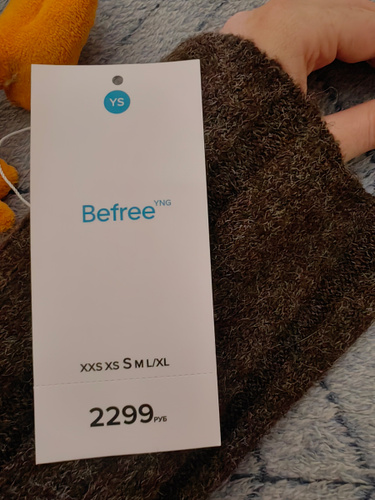 YS
Befree YNG
XXS XS S M L/XL
2299 РУБ